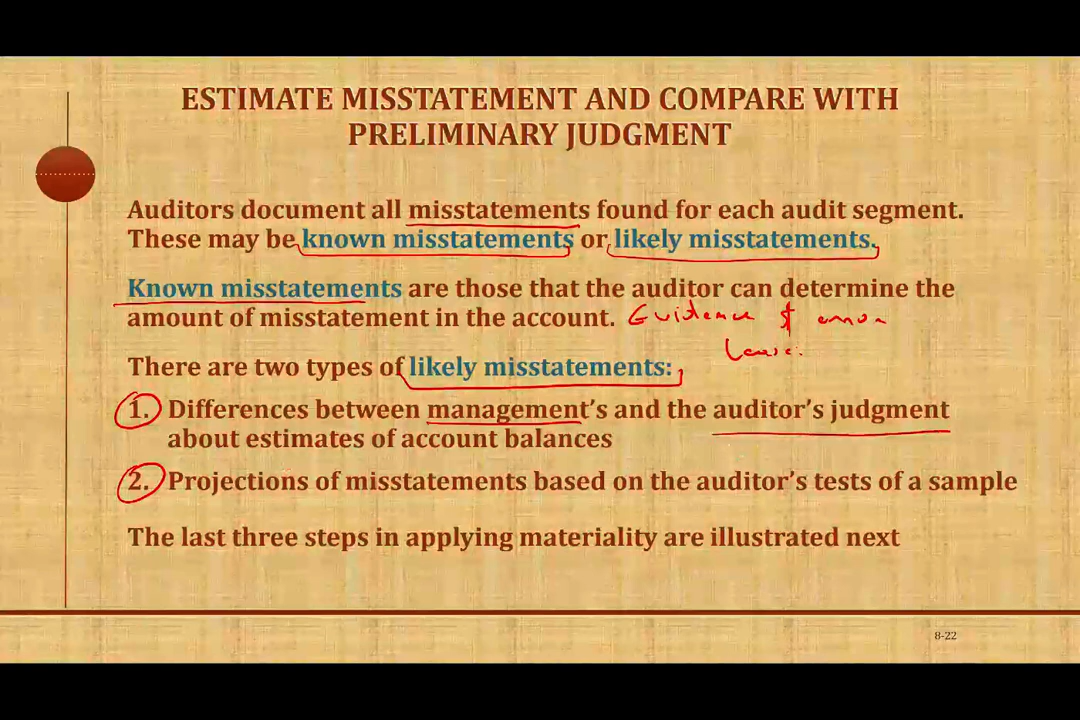 ESTIMATE MISSTATEMENT AND COMPARE WITH
PRELIMINARY JUDGMENT
Auditors document all misstatements found for each audit segment.
These may be known misstatements or likely misstatements.
Known misstatements are those that the auditor can determine the
amount of misstatement in the account. Evidence of error
There are two types of likely misstatements:
1. Differences between management's and the auditor's judgment
about estimates of account balances
2. Projections of misstatements based on the auditor's tests of a sample
The last three steps in applying materiality are illustrated next
8-22